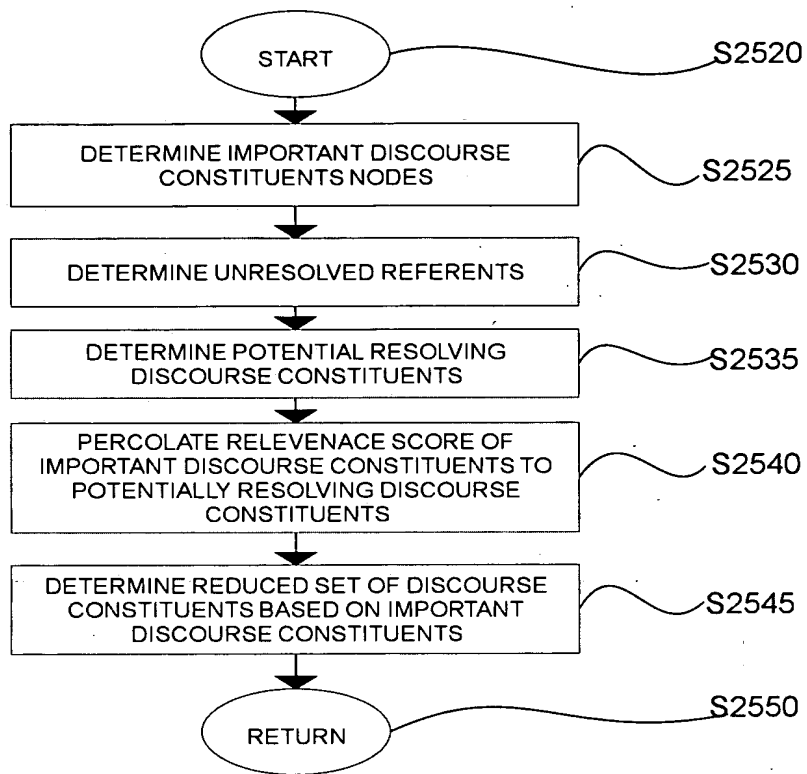 START
S2520
DETERMINE IMPORTANT DISCOURSE
CONSTITUENTS NODES
S2525
DETERMINE UNRESOLVED REFERENTS
S2530
DETERMINE POTENTIAL RESOLVING
DISCOURSE CONSTITUENTS
S2535
PERCOLATE RELEVENACE SCORE OF
IMPORTANT DISCOURSE CONSTITUENTS TO
POTENTIALLY RESOLVING DISCOURSE
CONSTITUENTS
S2540
DETERMINE REDUCED SET OF DISCOURSE
CONSTITUENTS BASED ON IMPORTANT
DISCOURSE CONSTITUENTS
S2545
RETURN
S2550